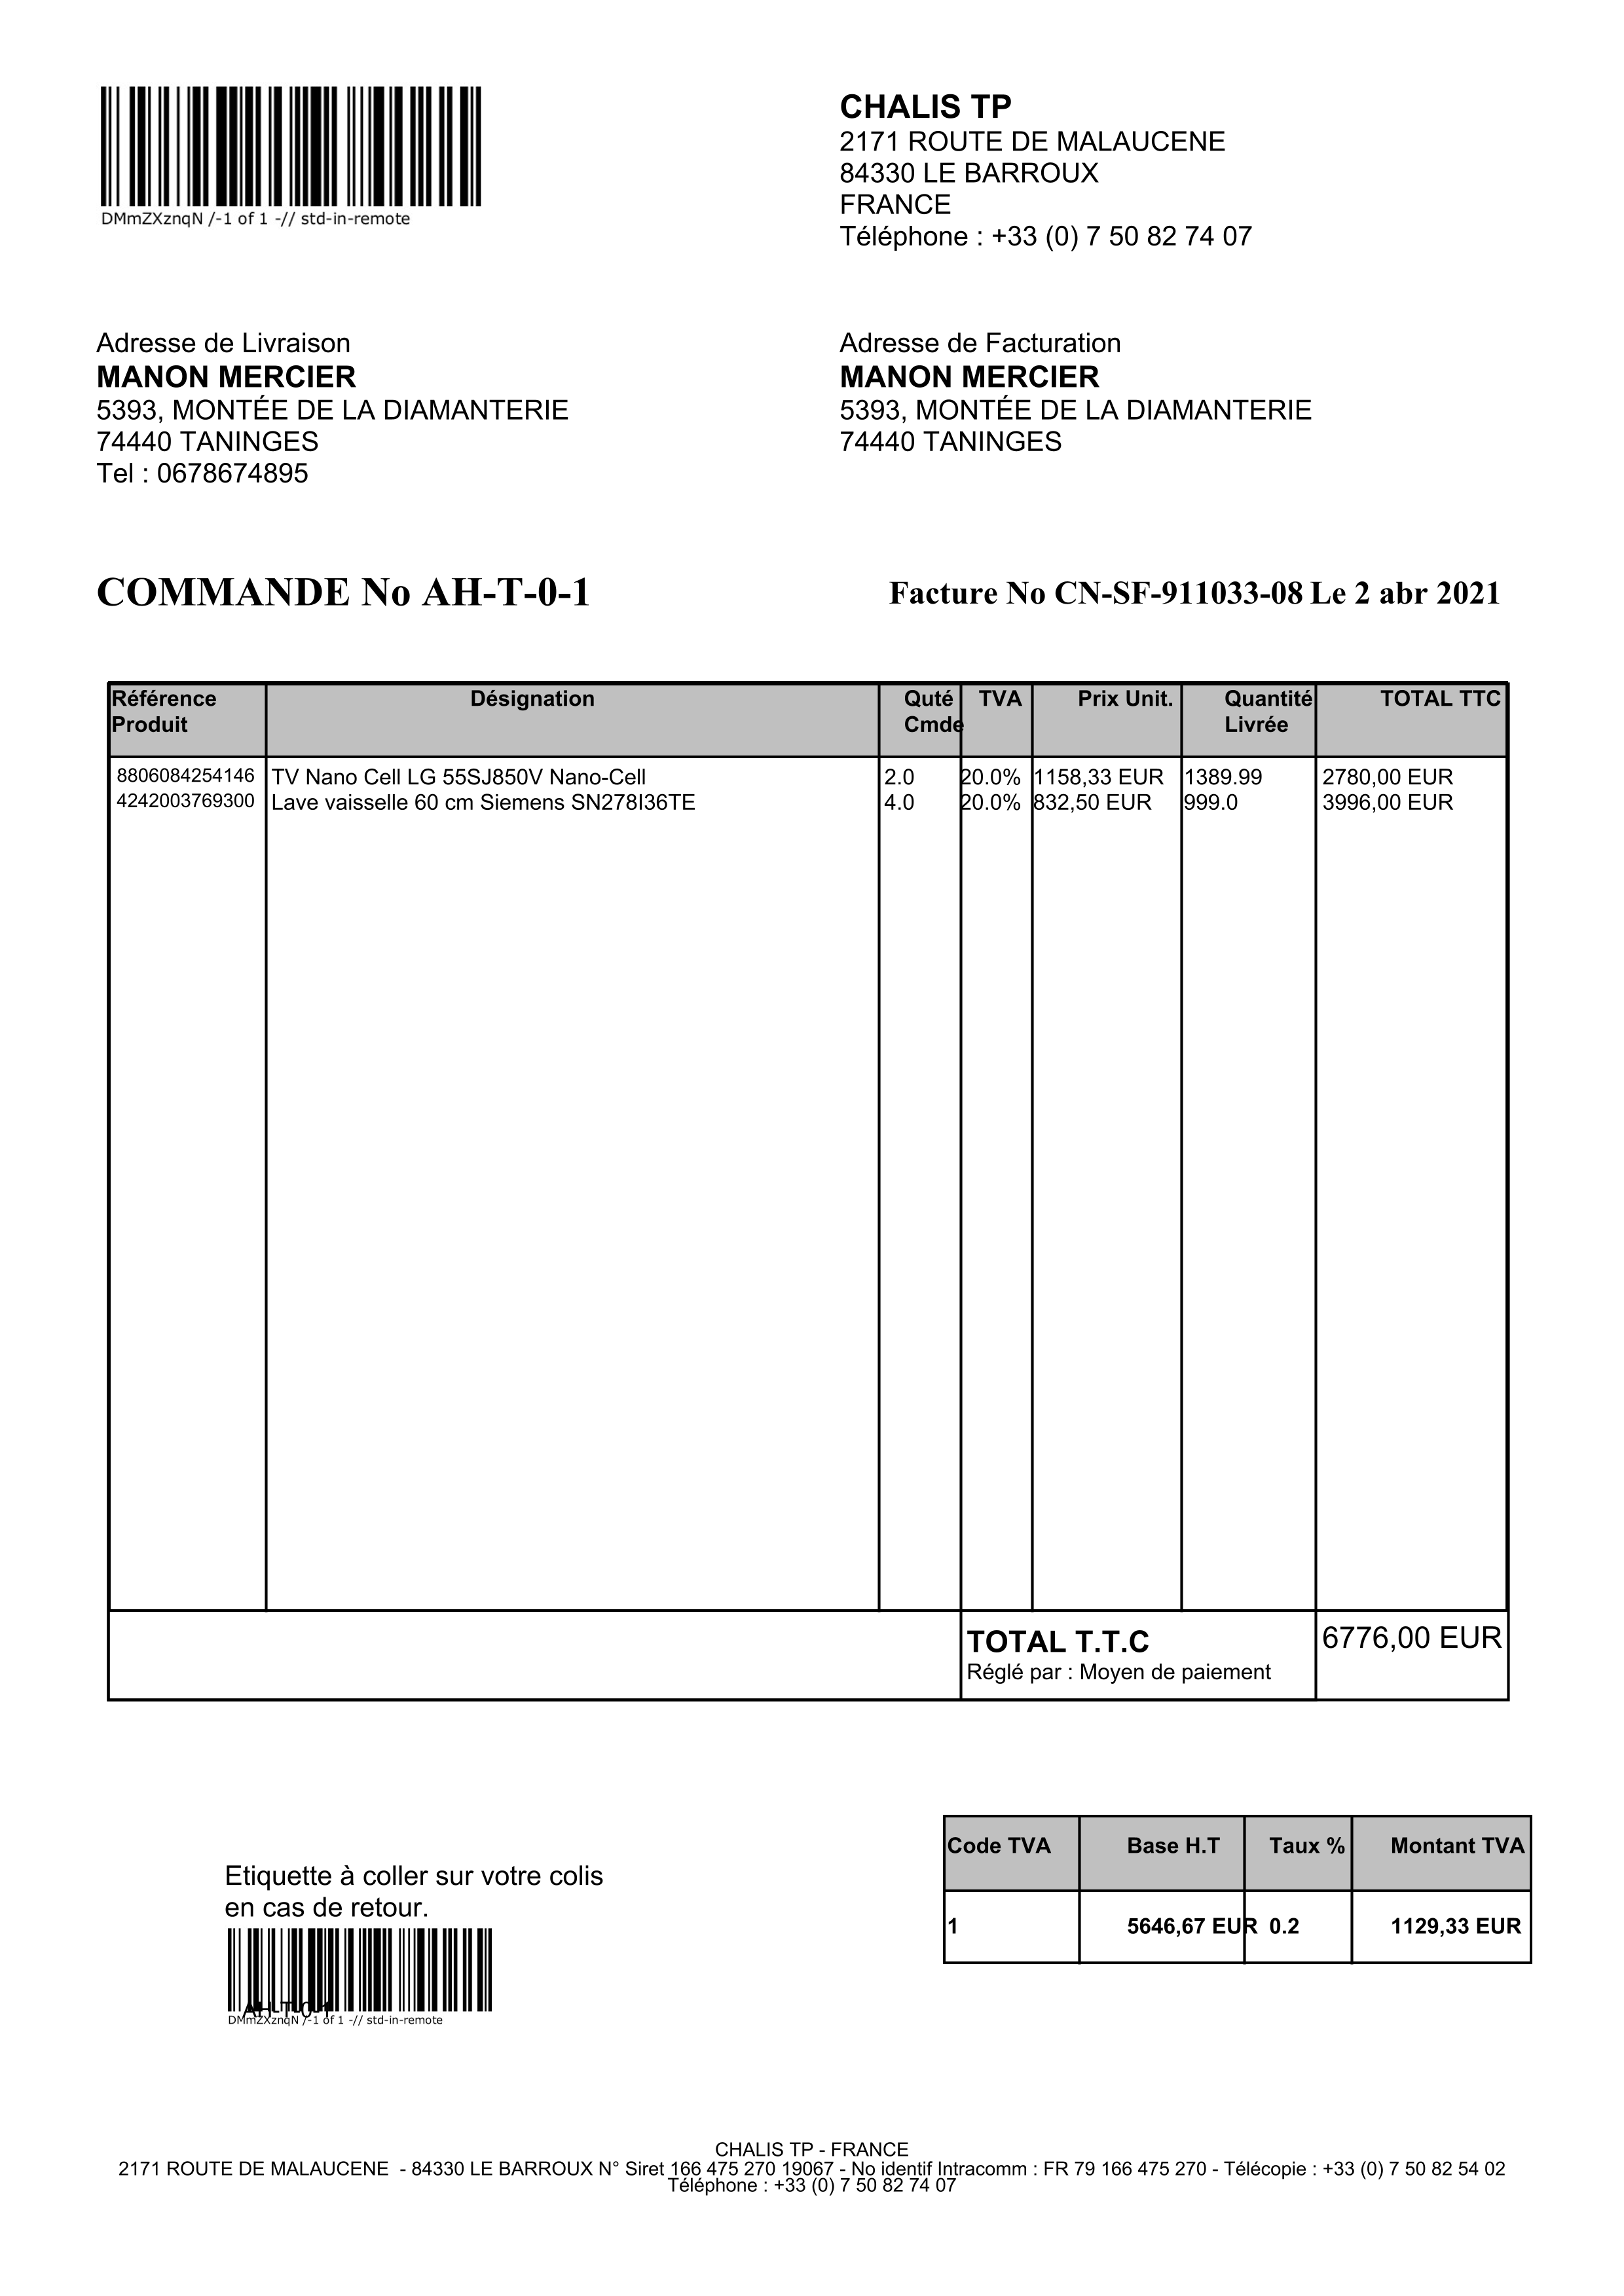 DMmZXznqN /-1 of 1 -// std-in-remote
CHALIS TP
2171 ROUTE DE MALAUCENE
84330 LE BARROUX
FRANCE
Téléphone : +33 (0) 7 50 82 74 07
Adresse de Livraison
MANON MERCIER
5393, MONTÉE DE LA DIAMANTERIE
74440 TANINGES
Tel : 0678674895
Adresse de Facturation
MANON MERCIER
5393, MONTÉE DE LA DIAMANTERIE
74440 TANINGES
COMMANDE No AH-T-0-1
Facture No CN-SF-911033-08 Le 2 abr 2021
Référence Produit Désignation Quté Cmde TVA Prix Unit. Quantité Livrée TOTAL TTC
8806084254146 TV Nano Cell LG 55SJ850V Nano-Cell 2.0 20.0% 1158,33 EUR 1389.99 2780,00 EUR
4242003769300 Lave vaisselle 60 cm Siemens SN278I36TE 4.0 20.0% 832,50 EUR 999.0 3996,00 EUR
TOTAL T.T.C 6776,00 EUR
Réglé par : Moyen de paiement
Code TVA Base H.T Taux % Montant TVA
1 5646,67 EUR 0.2 1129,33 EUR
Etiquette à coller sur votre colis
en cas de retour.
AH-T-0-1
DMmZXznqN /-1 of 1 -// std-in-remote
CHALIS TP - FRANCE
2171 ROUTE DE MALAUCENE - 84330 LE BARROUX N° Siret 166 475 270 19067 - No identif Intracomm : FR 79 166 475 270 - Télécopie : +33 (0) 7 50 82 54 02
Téléphone : +33 (0) 7 50 82 74 07